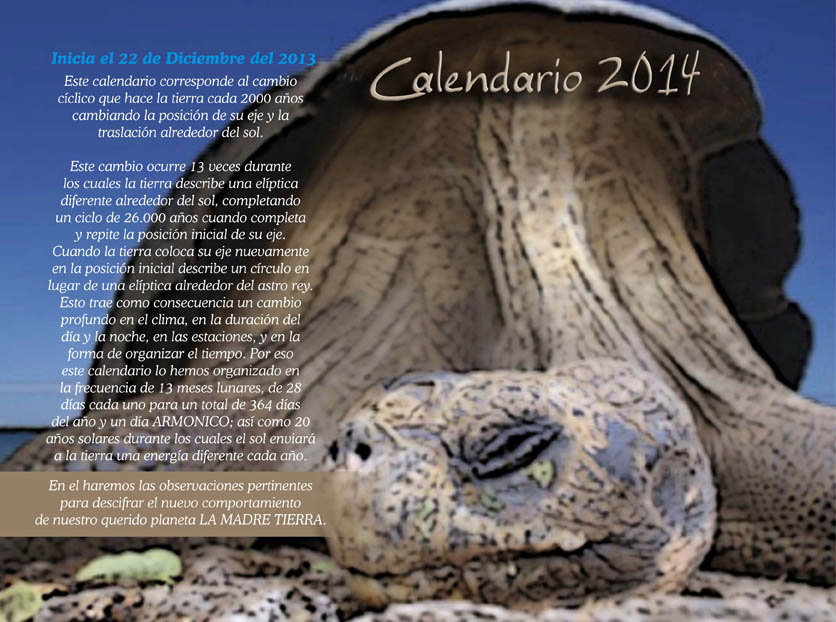 Inicia el 22 de Diciembre del 2013
Calendario 2014
Este calendario corresponde al cambio
cíclico que hace la tierra cada 2000 años
cambiando la posición de su eje y la
traslación alrededor del sol.
Este cambio ocurre 13 veces durante
los cuales la tierra describe una elíptica
diferente alrededor del sol, completando
un ciclo de 26.000 años cuando completa
y repite la posición inicial de su eje.
Cuando la tierra coloca su eje nuevamente
en la posición inicial describe un círculo en
lugar de una elíptica alrededor del astro rey.
Esto trae como consecuencia un cambio
profundo en el clima, en la duración del
día y la noche, en las estaciones, y en la
forma de organizar el tiempo. Por eso
este calendario lo hemos organizado en
la frecuencia de 13 meses lunares, de 28
días cada uno para un total de 364 días
del año y un día ARMONICO; así como 20
años solares durante los cuales el sol enviará
a la tierra una energía diferente cada año.
En el haremos las observaciones pertinentes
para descifrar el nuevo comportamiento
de nuestro querido planeta LA MADRE TIERRA.